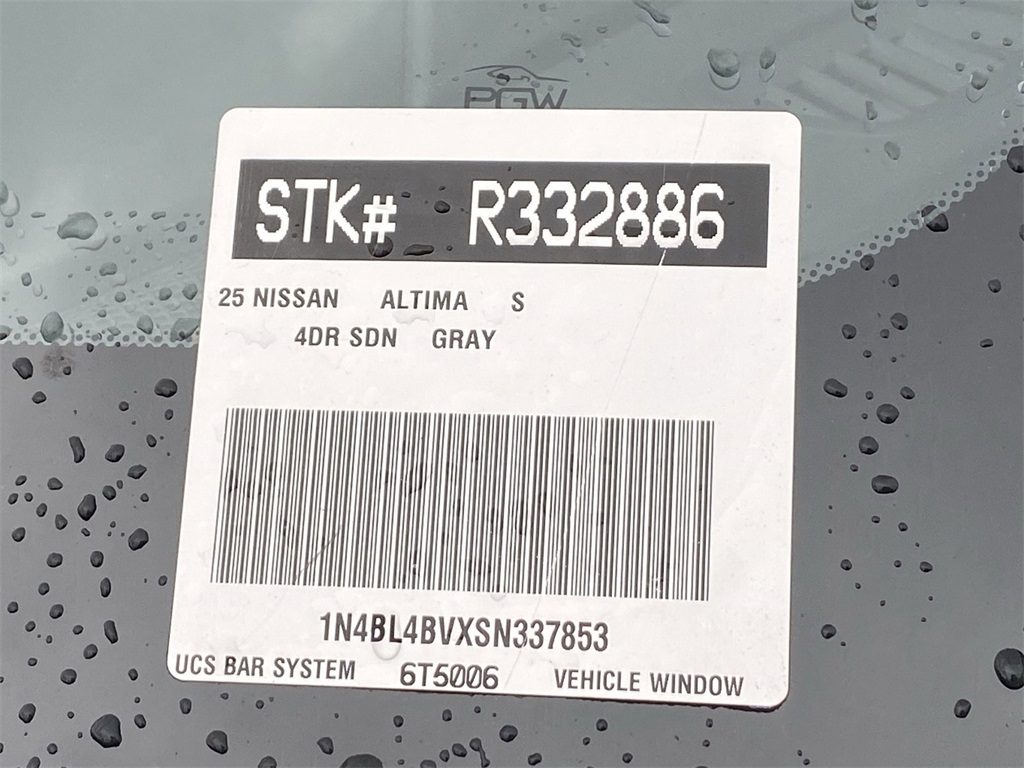 PGW
STK# R332886
25 NISSAN ALTIMA S
4DR SDN GRAY
1N4BL4BVXSN337853
UCS BAR SYSTEM 6T5006 VEHICLE WINDOW